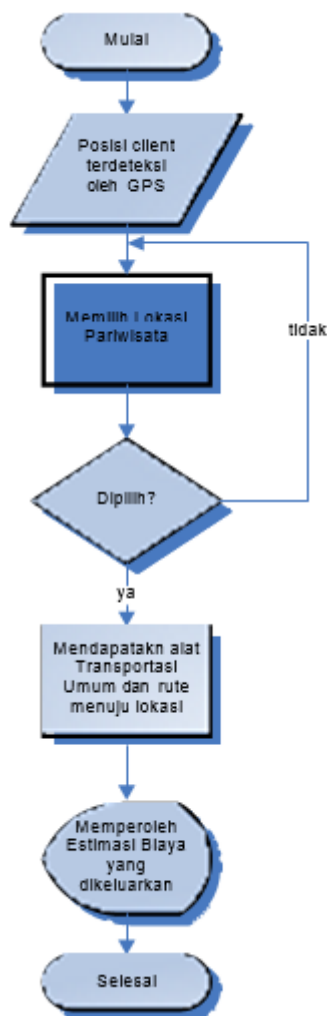 Mulai
Posisi client
terdeteksi
oleh GPS
Memilih Lokasi
Pariwisata
tidak
Dipilih?
ya
Mendapatakn alat
Transportasi
Umum dan rute
menuju lokasi
Memperoleh
Estimasi Biaya
yang
dikeluarkan
Selesai